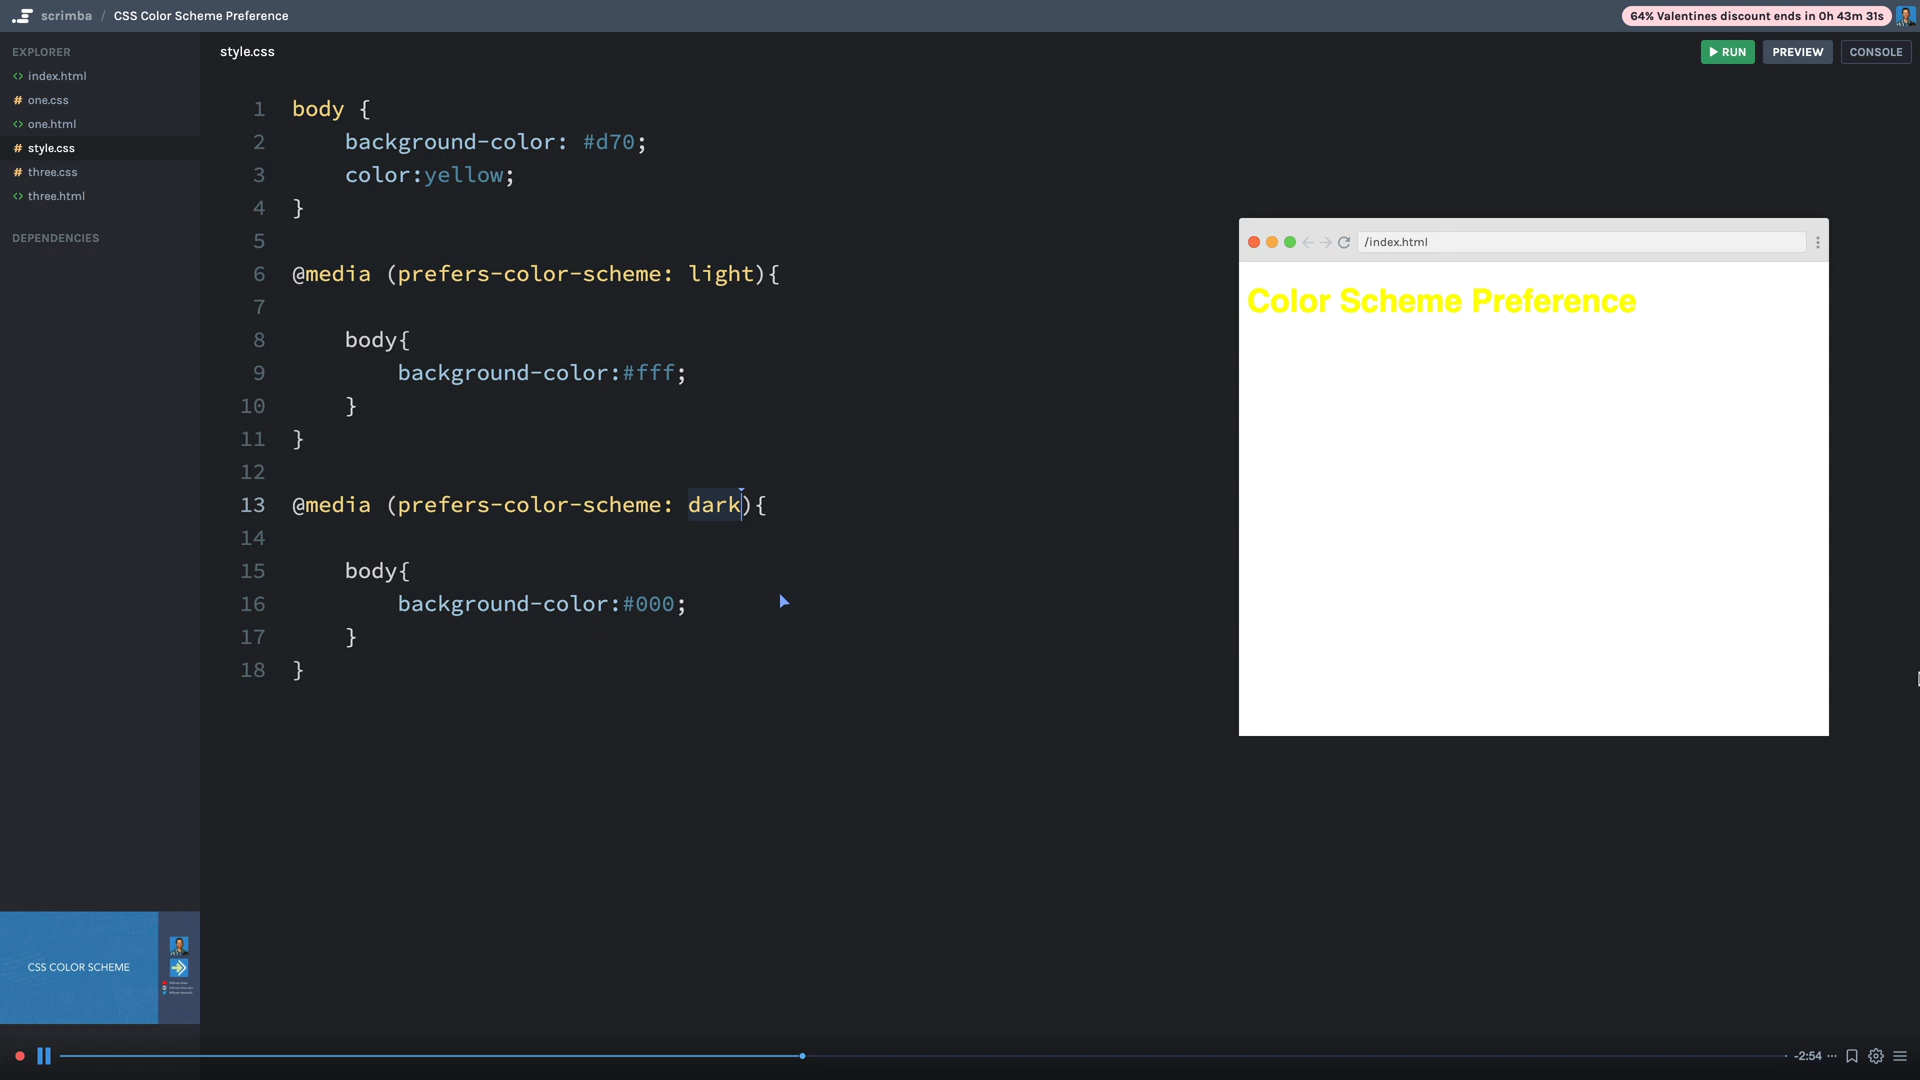 scrimba / CSS Color Scheme Preference
64% Valentines discount ends in 0h 43m 31s
EXPLORER
index.html
one.css
one.html
style.css
three.css
three.html
DEPENDENCIES
style.css
RUN
PREVIEW
CONSOLE
1 body {
2 background-color: #d70;
3 color:yellow;
4 }
5
6 @media (prefers-color-scheme: light){
7
8 body{
9 background-color:#fff;
10 }
11 }
12
13 @media (prefers-color-scheme: dark){
14
15 body{
16 background-color:#000;
17 }
18 }
/index.html
Color Scheme Preference
CSS COLOR SCHEME
-2:54